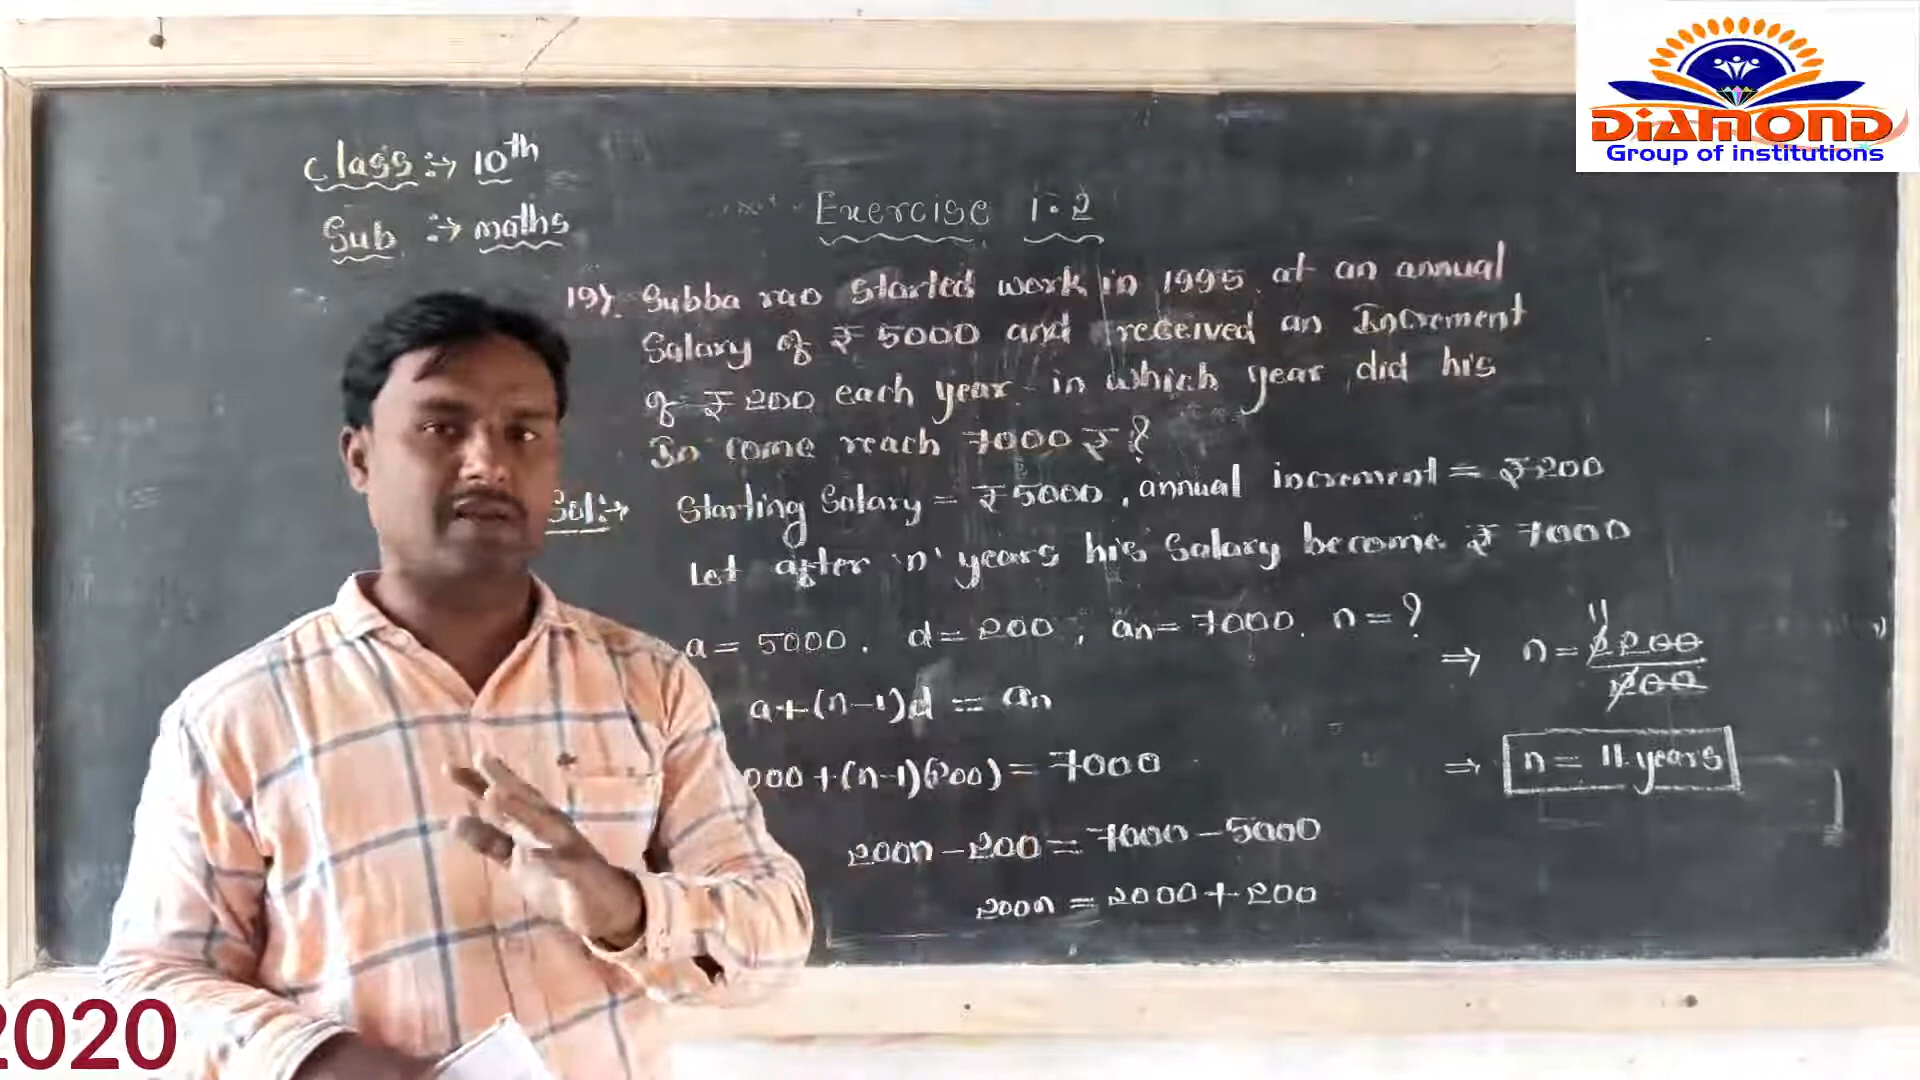 DIAMOND
Group of institutions
Class :→ 10th
Sub :→ maths
Exercise 1.2
19). Subba rao started work in 1995 at an annual
Salary of ₹ 5000 and received an Increment
of ₹ 200 each year in which year did his
In come reach 7000 ₹ ?
Sol:→ Starting Salary = ₹ 5000, annual increment = ₹ 200
Let after 'n' years his Salary become ₹ 7000
a = 5000, d = 200, an = 7000, n = ?
a+(n-1)d = an
000 + (n-1)(200) = 7000
200n - 200 = 7000 - 5000
200n = 2000 + 200
⇒ n = 2200/200 11
⇒ n = 11 years
2020